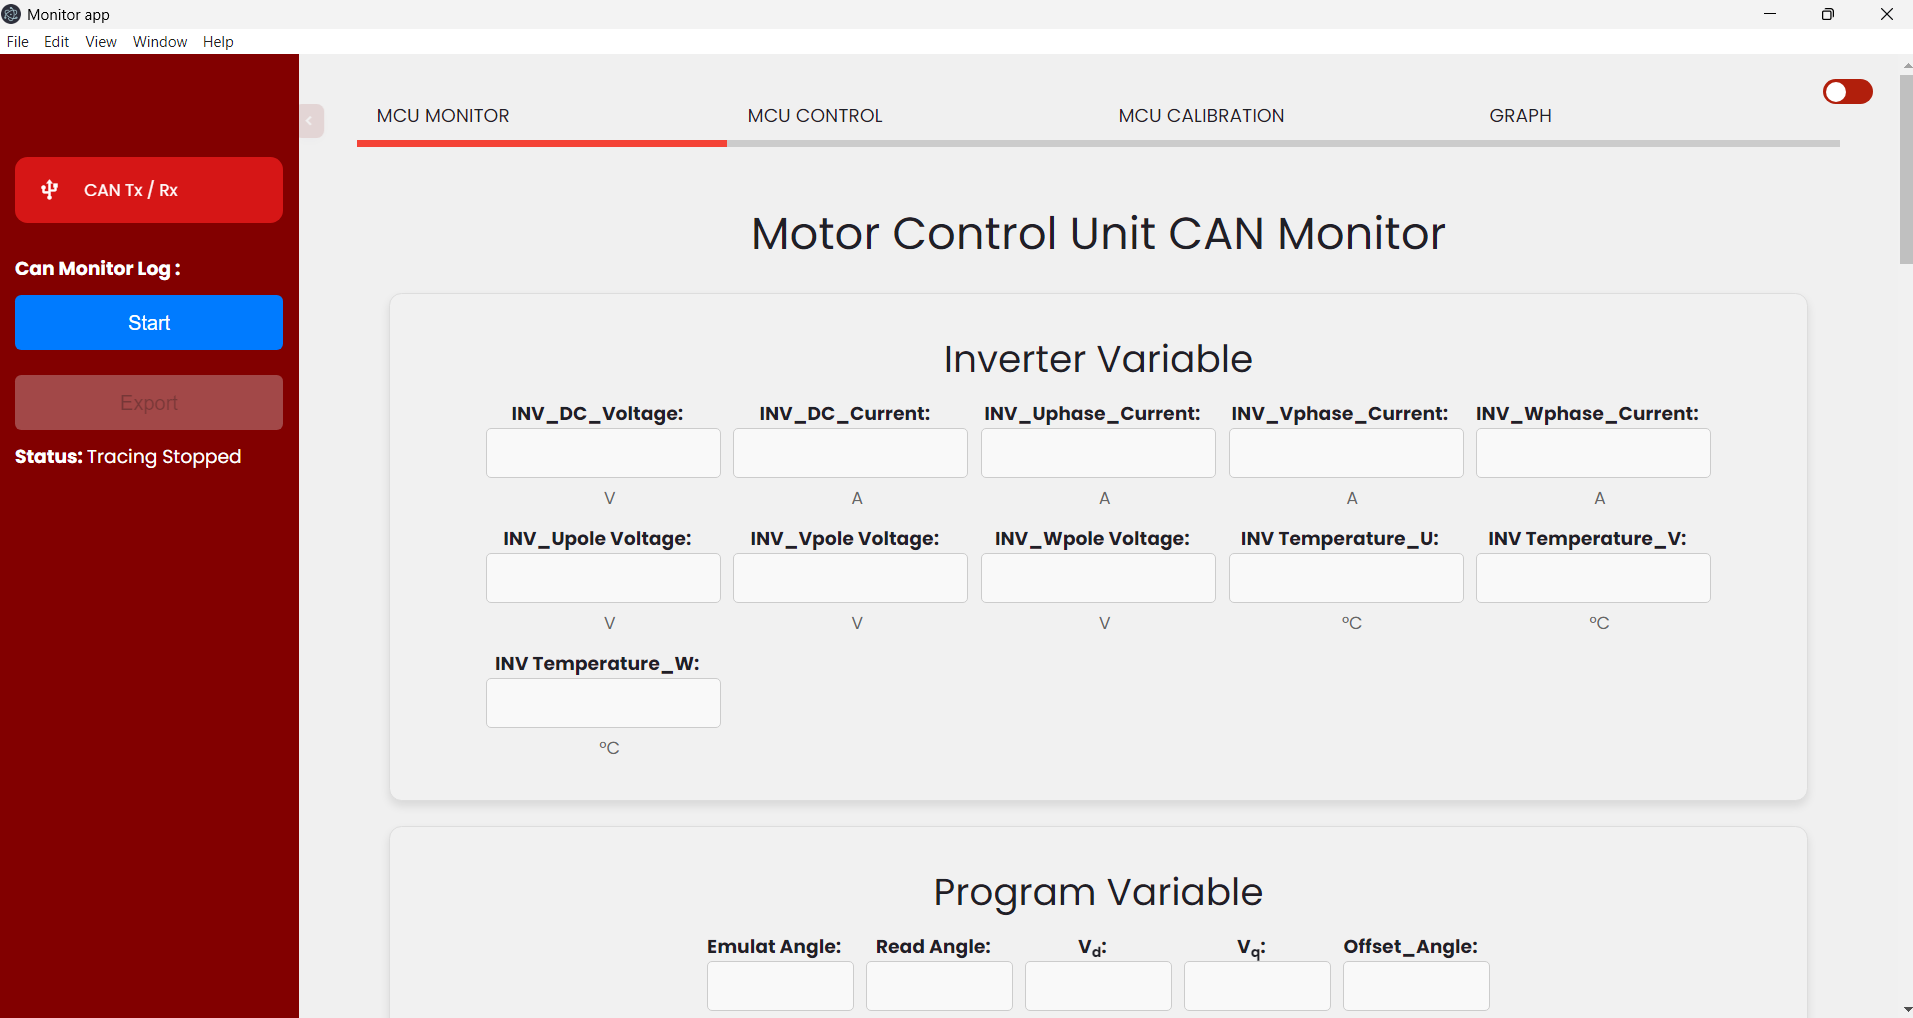 Monitor app
File Edit View Window Help
CAN Tx / Rx
Can Monitor Log :
Start
Export
Status: Tracing Stopped
MCU MONITOR MCU CONTROL MCU CALIBRATION GRAPH
Motor Control Unit CAN Monitor
Inverter Variable
INV_DC_Voltage: INV_DC_Current: INV_Uphase_Current: INV_Vphase_Current: INV_Wphase_Current:
V A A A A
INV_Upole Voltage: INV_Vpole Voltage: INV_Wpole Voltage: INV Temperature_U: INV Temperature_V:
V V V °C °C
INV Temperature_W:
°C
Program Variable
Emulat Angle: Read Angle: Vd: Vq: Offset_Angle: